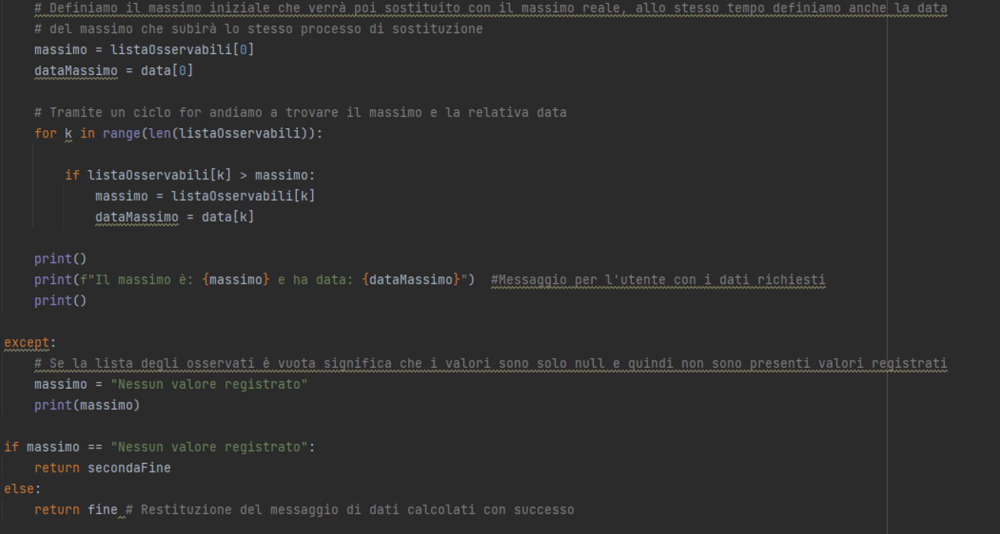 # Definiamo il massimo iniziale che verrà poi sostituito con il massimo reale, allo stesso tempo definiamo anche la data
# del massimo che subirà lo stesso processo di sostituzione
massimo = listaOsservabili[0]
dataMassimo = data[0]
# Tramite un ciclo for andiamo a trovare il massimo e la relativa data
for k in range(len(listaOsservabili)):
if listaOsservabili[k] > massimo:
massimo = listaOsservabili[k]
dataMassimo = data[k]
print()
print(f"Il massimo è: {massimo} e ha data: {dataMassimo}")  #Messaggio per l'utente con i dati richiesti
print()
except:
# Se la lista degli osservati è vuota significa che i valori sono solo null e quindi non sono presenti valori registrati
massimo = "Nessun valore registrato"
print(massimo)
if massimo == "Nessun valore registrato":
return secondaFine
else:
return fine # Restituzione del messaggio di dati calcolati con successo